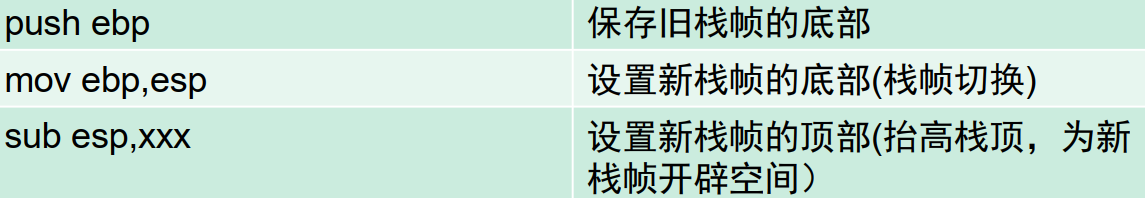 push ebp
保存旧栈帧的底部
mov ebp,esp
设置新栈帧的底部(栈帧切换)
sub esp,xxx
设置新栈帧的顶部(抬高栈顶，为新
栈帧开辟空间）